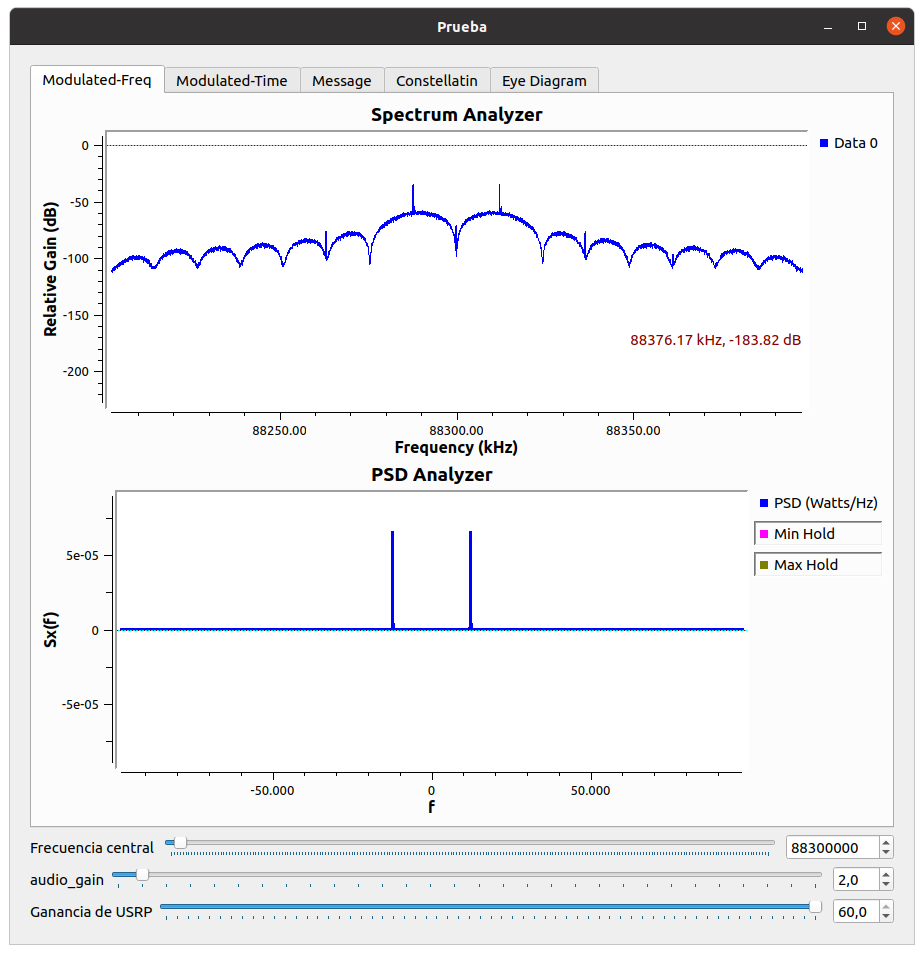 Prueba
Modulated-Freq Modulated-Time Message Constellatin Eye Diagram
Spectrum Analyzer
Data 0
0
-50
-100
-150
-200
Relative Gain (dB)
88376.17 kHz, -183.82 dB
88250.00 88300.00 88350.00
Frequency (kHz)
PSD Analyzer
PSD (Watts/Hz)
Min Hold
Max Hold
5e-05
0
-5e-05
Sx(f)
-50.000 0 50.000
f
Frecuencia central 88300000
audio_gain 2,0
Ganancia de USRP 60,0